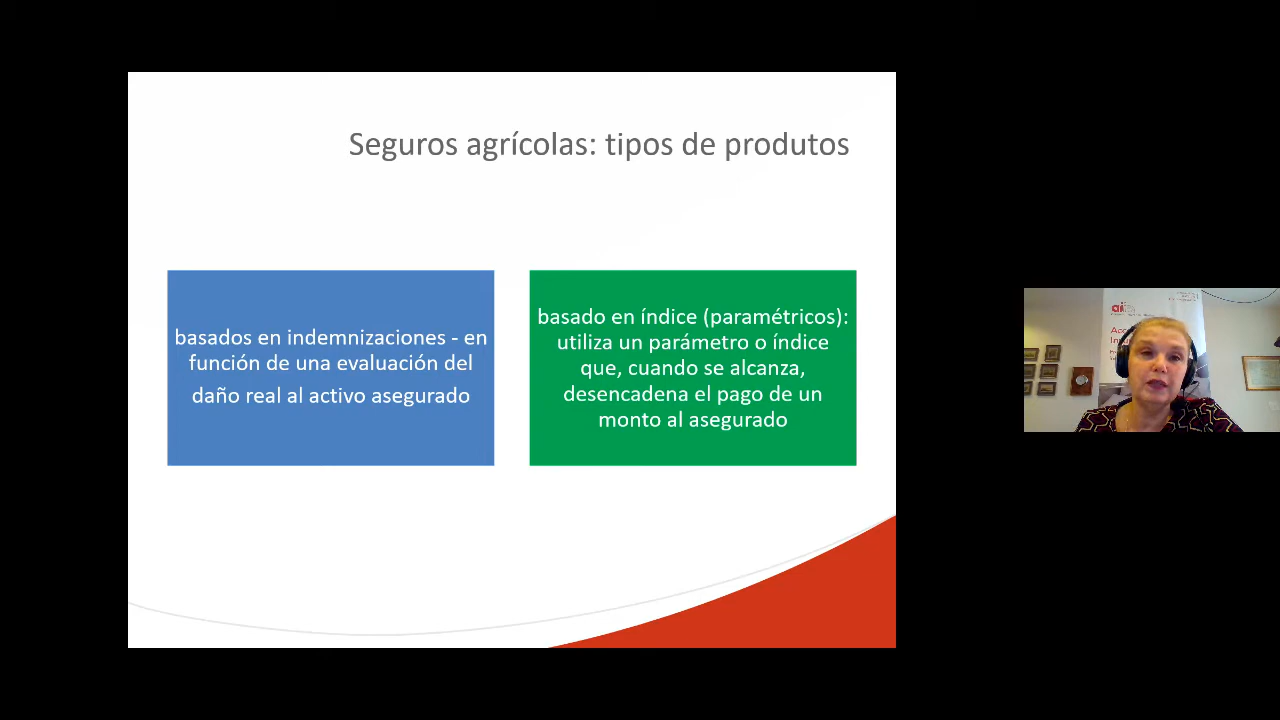 Seguros agrícolas: tipos de produtos
basados en indemnizaciones - en
función de una evaluación del
daño real al activo asegurado
basado en índice (paramétricos):
utiliza un parámetro o índice
que, cuando se alcanza,
desencadena el pago de un
monto al asegurado